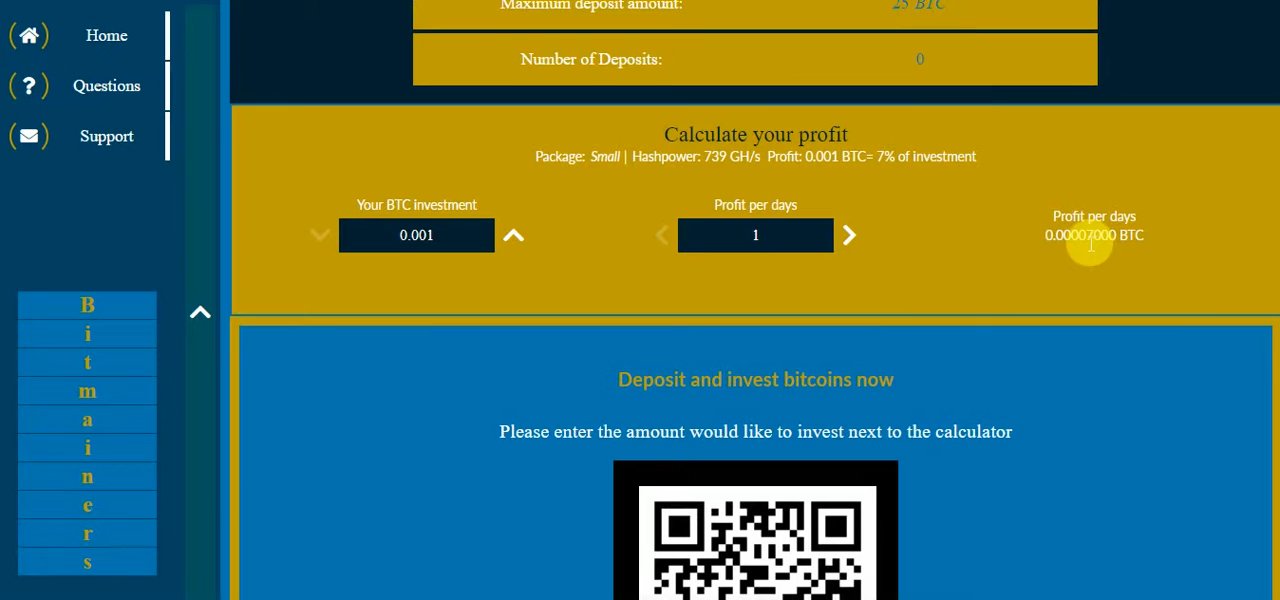 Maximum deposit amount: 25 BTC
Home
Number of Deposits: 0
Questions
Support
Calculate your profit
Package: Small | Hashpower: 739 GH/s Profit: 0.001 BTC= 7% of investment
Your BTC investment
0.001
Profit per days
1
Profit per days
0.00007000 BTC
B
i
t
m
a
i
n
e
r
s
Deposit and invest bitcoins now
Please enter the amount would like to invest next to the calculator